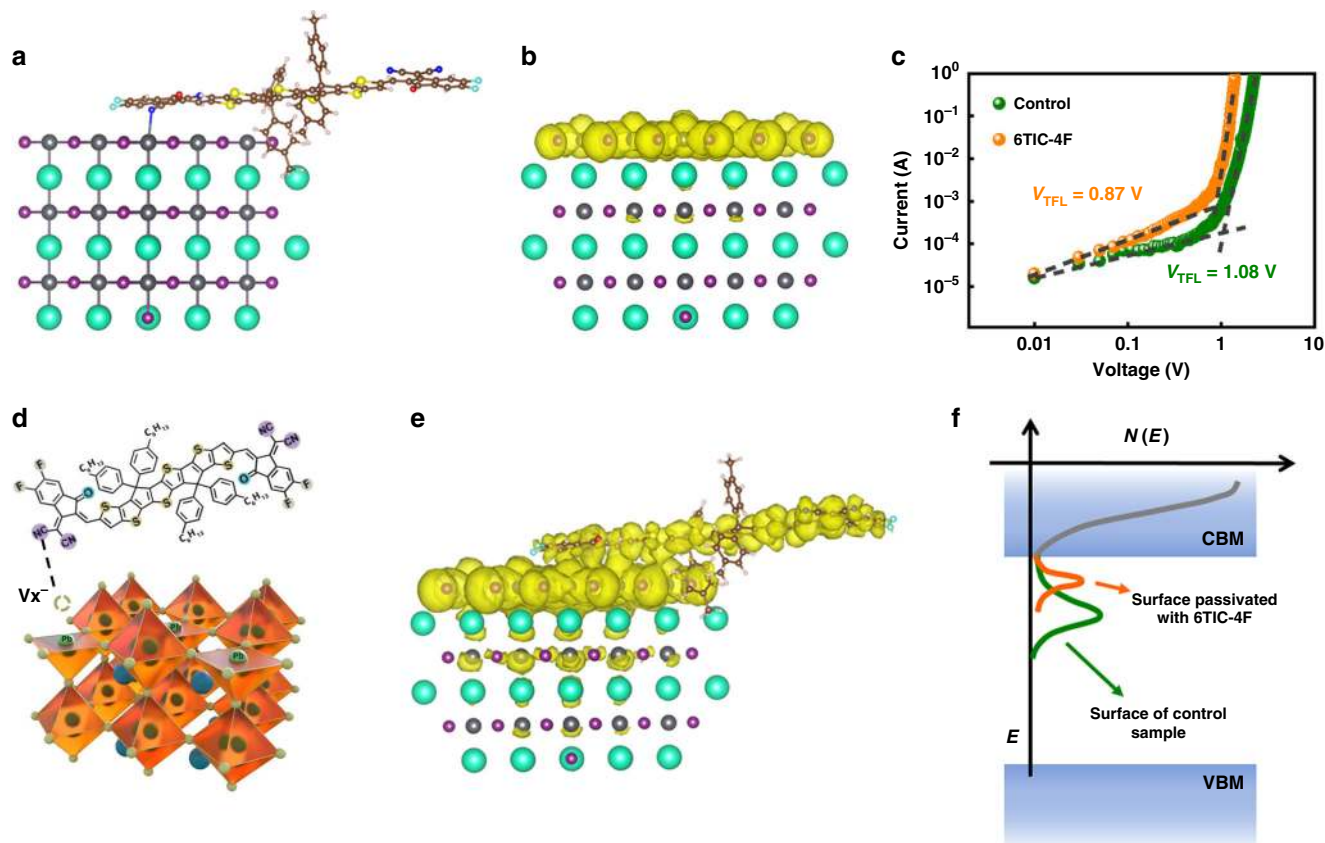 a
b
c
10⁰
10⁻¹
10⁻²
10⁻³
10⁻⁴
10⁻⁵
Current (A)
Control
6TIC-4F
V_TFL = 0.87 V
V_TFL = 1.08 V
0.01
0.1
1
10
Voltage (V)
d
C₆H₁₃
C₆H₁₃
NC
CN
F
F
O
S
S
S
S
S
S
O
F
F
NC
CN
C₆H₁₃
C₆H₁₃
Vx⁻
Pb
Pb
Pb
e
f
N (E)
CBM
Surface passivated
with 6TIC-4F
Surface of control
sample
E
VBM